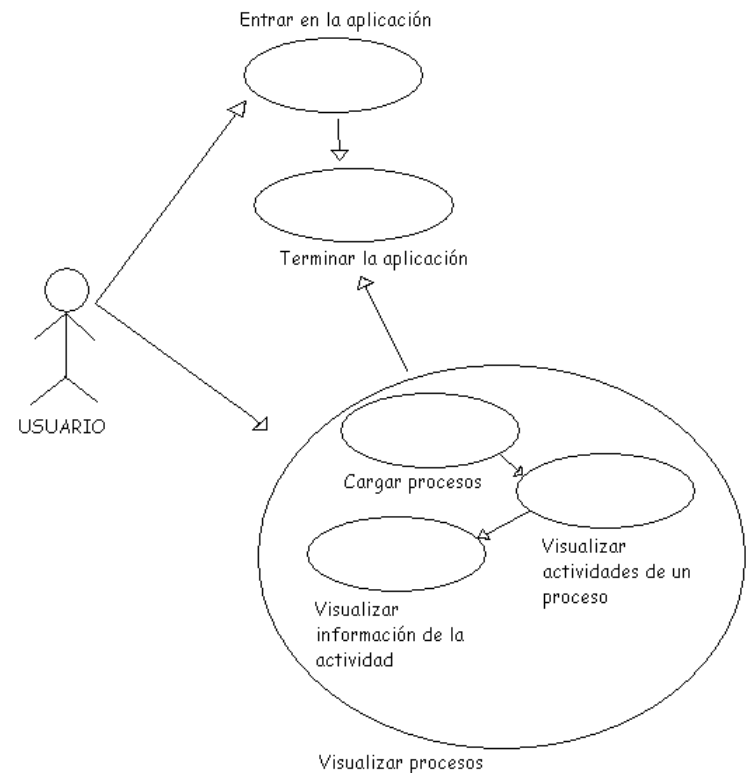 Entrar en la aplicación
Terminar la aplicación
USUARIO
Cargar procesos
Visualizar
actividades de un
proceso
Visualizar
información de la
actividad
Visualizar procesos